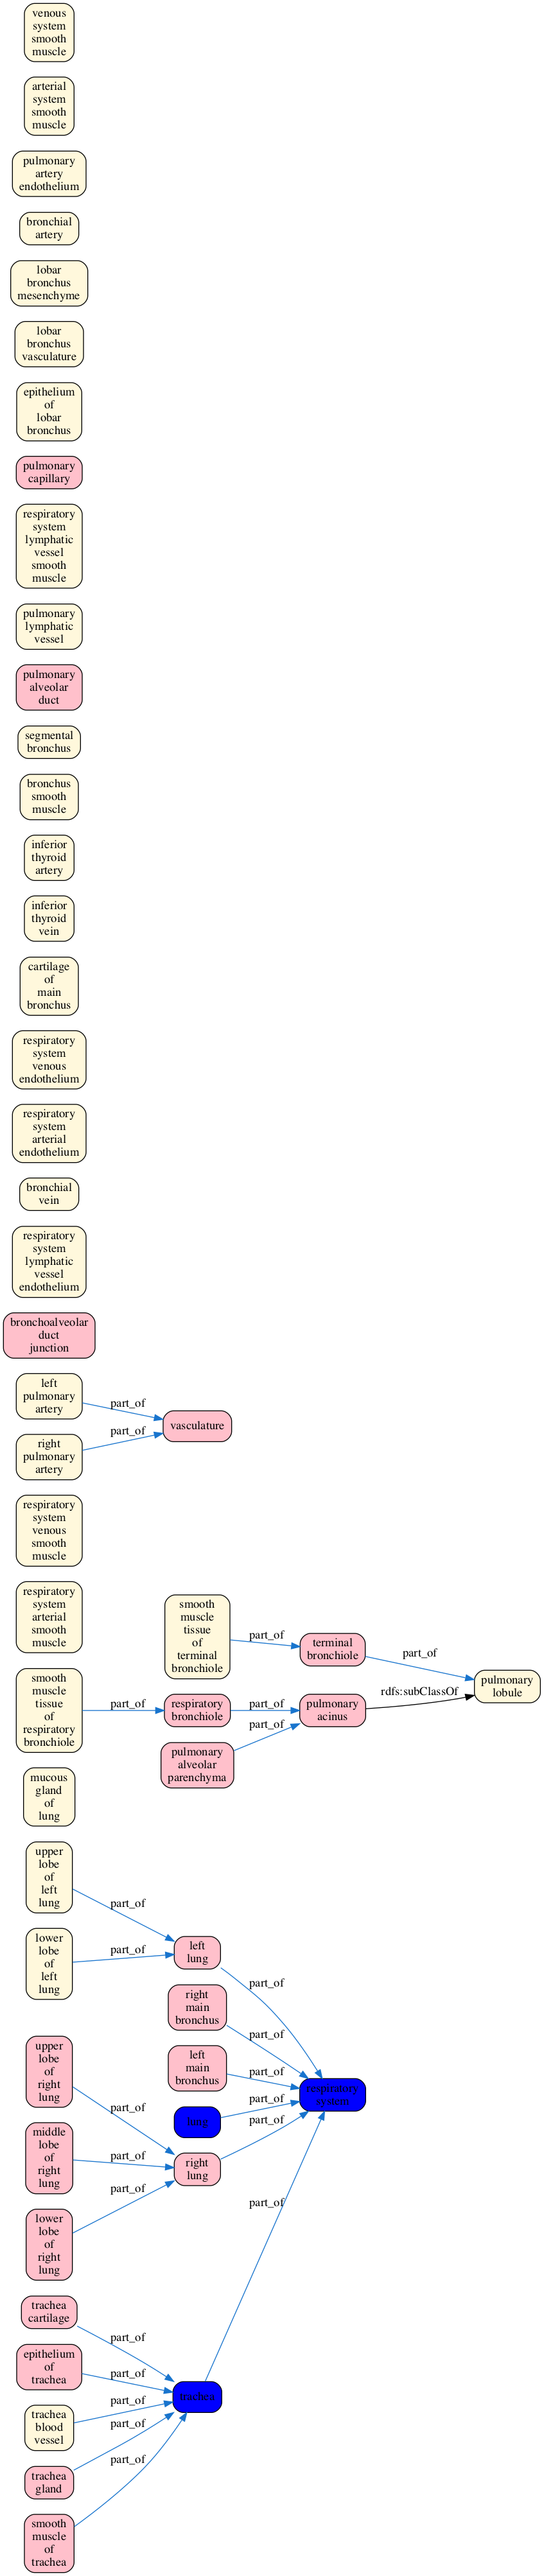 venous
system
smooth
muscle
arterial
system
smooth
muscle
pulmonary
artery
endothelium
bronchial
artery
lobar
bronchus
mesenchyme
lobar
bronchus
vasculature
epithelium
of
lobar
bronchus
pulmonary
capillary
respiratory
system
lymphatic
vessel
smooth
muscle
pulmonary
lymphatic
vessel
pulmonary
alveolar
duct
segmental
bronchus
bronchus
smooth
muscle
inferior
thyroid
artery
inferior
thyroid
vein
cartilage
of
main
bronchus
respiratory
system
venous
endothelium
respiratory
system
arterial
endothelium
bronchial
vein
respiratory
system
lymphatic
vessel
endothelium
bronchoalveolar
duct
junction
left
pulmonary
artery
part_of
vasculature
right
pulmonary
artery
part_of
respiratory
system
venous
smooth
muscle
respiratory
system
arterial
smooth
muscle
smooth
muscle
tissue
of
terminal
bronchiole
part_of
terminal
bronchiole
part_of
pulmonary
lobule
smooth
muscle
tissue
of
respiratory
bronchiole
part_of
respiratory
bronchiole
part_of
pulmonary
acinus
rdfs:subClassOf
pulmonary
alveolar
parenchyma
part_of
mucous
gland
of
lung
upper
lobe
of
left
lung
part_of
lower
lobe
of
left
lung
part_of
left
lung
part_of
right
main
bronchus
part_of
left
main
bronchus
part_of
lung
part_of
respiratory
system
upper
lobe
of
right
lung
part_of
middle
lobe
of
right
lung
part_of
right
lung
part_of
lower
lobe
of
right
lung
part_of
trachea
cartilage
part_of
epithelium
of
trachea
part_of
trachea
part_of
trachea
blood
vessel
part_of
trachea
gland
part_of
smooth
muscle
of
trachea
part_of